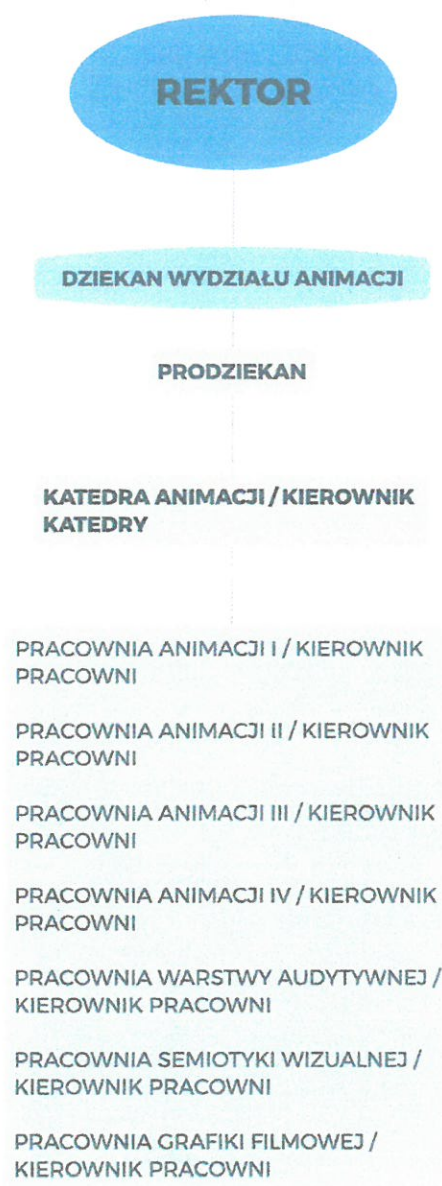 REKTOR
DZIEKAN WYDZIAŁU ANIMACJI
PRODZIEKAN
KATEDRA ANIMACJI / KIEROWNIK
KATEDRY
PRACOWNIA ANIMACJI I / KIEROWNIK
PRACOWNI
PRACOWNIA ANIMACJI II / KIEROWNIK
PRACOWNI
PRACOWNIA ANIMACJI III / KIEROWNIK
PRACOWNI
PRACOWNIA ANIMACJI IV / KIEROWNIK
PRACOWNI
PRACOWNIA WARSTWY AUDYTYWNEJ /
KIEROWNIK PRACOWNI
PRACOWNIA SEMIOTYKI WIZUALNEJ /
KIEROWNIK PRACOWNI
PRACOWNIA GRAFIKI FILMOWEJ /
KIEROWNIK PRACOWNI